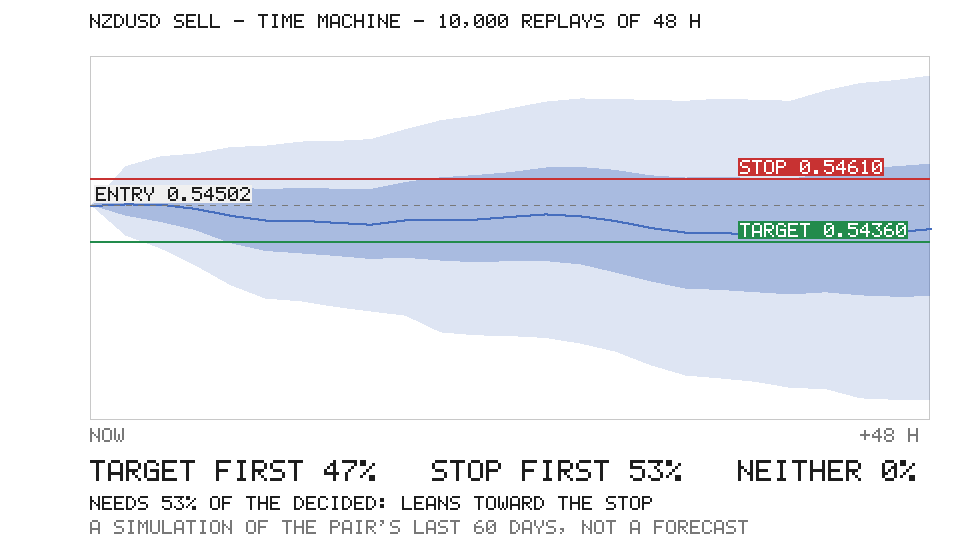 NZDUSD SELL – TIME MACHINE – 10,000 REPLAYS OF 48 H
STOP 0.54610
ENTRY 0.54502
TARGET 0.54360
NOW +48 H
TARGET FIRST 47% STOP FIRST 53% NEITHER 0%
NEEDS 53% OF THE DECIDED: LEANS TOWARD THE STOP
A SIMULATION OF THE PAIR'S LAST 60 DAYS, NOT A FORECAST